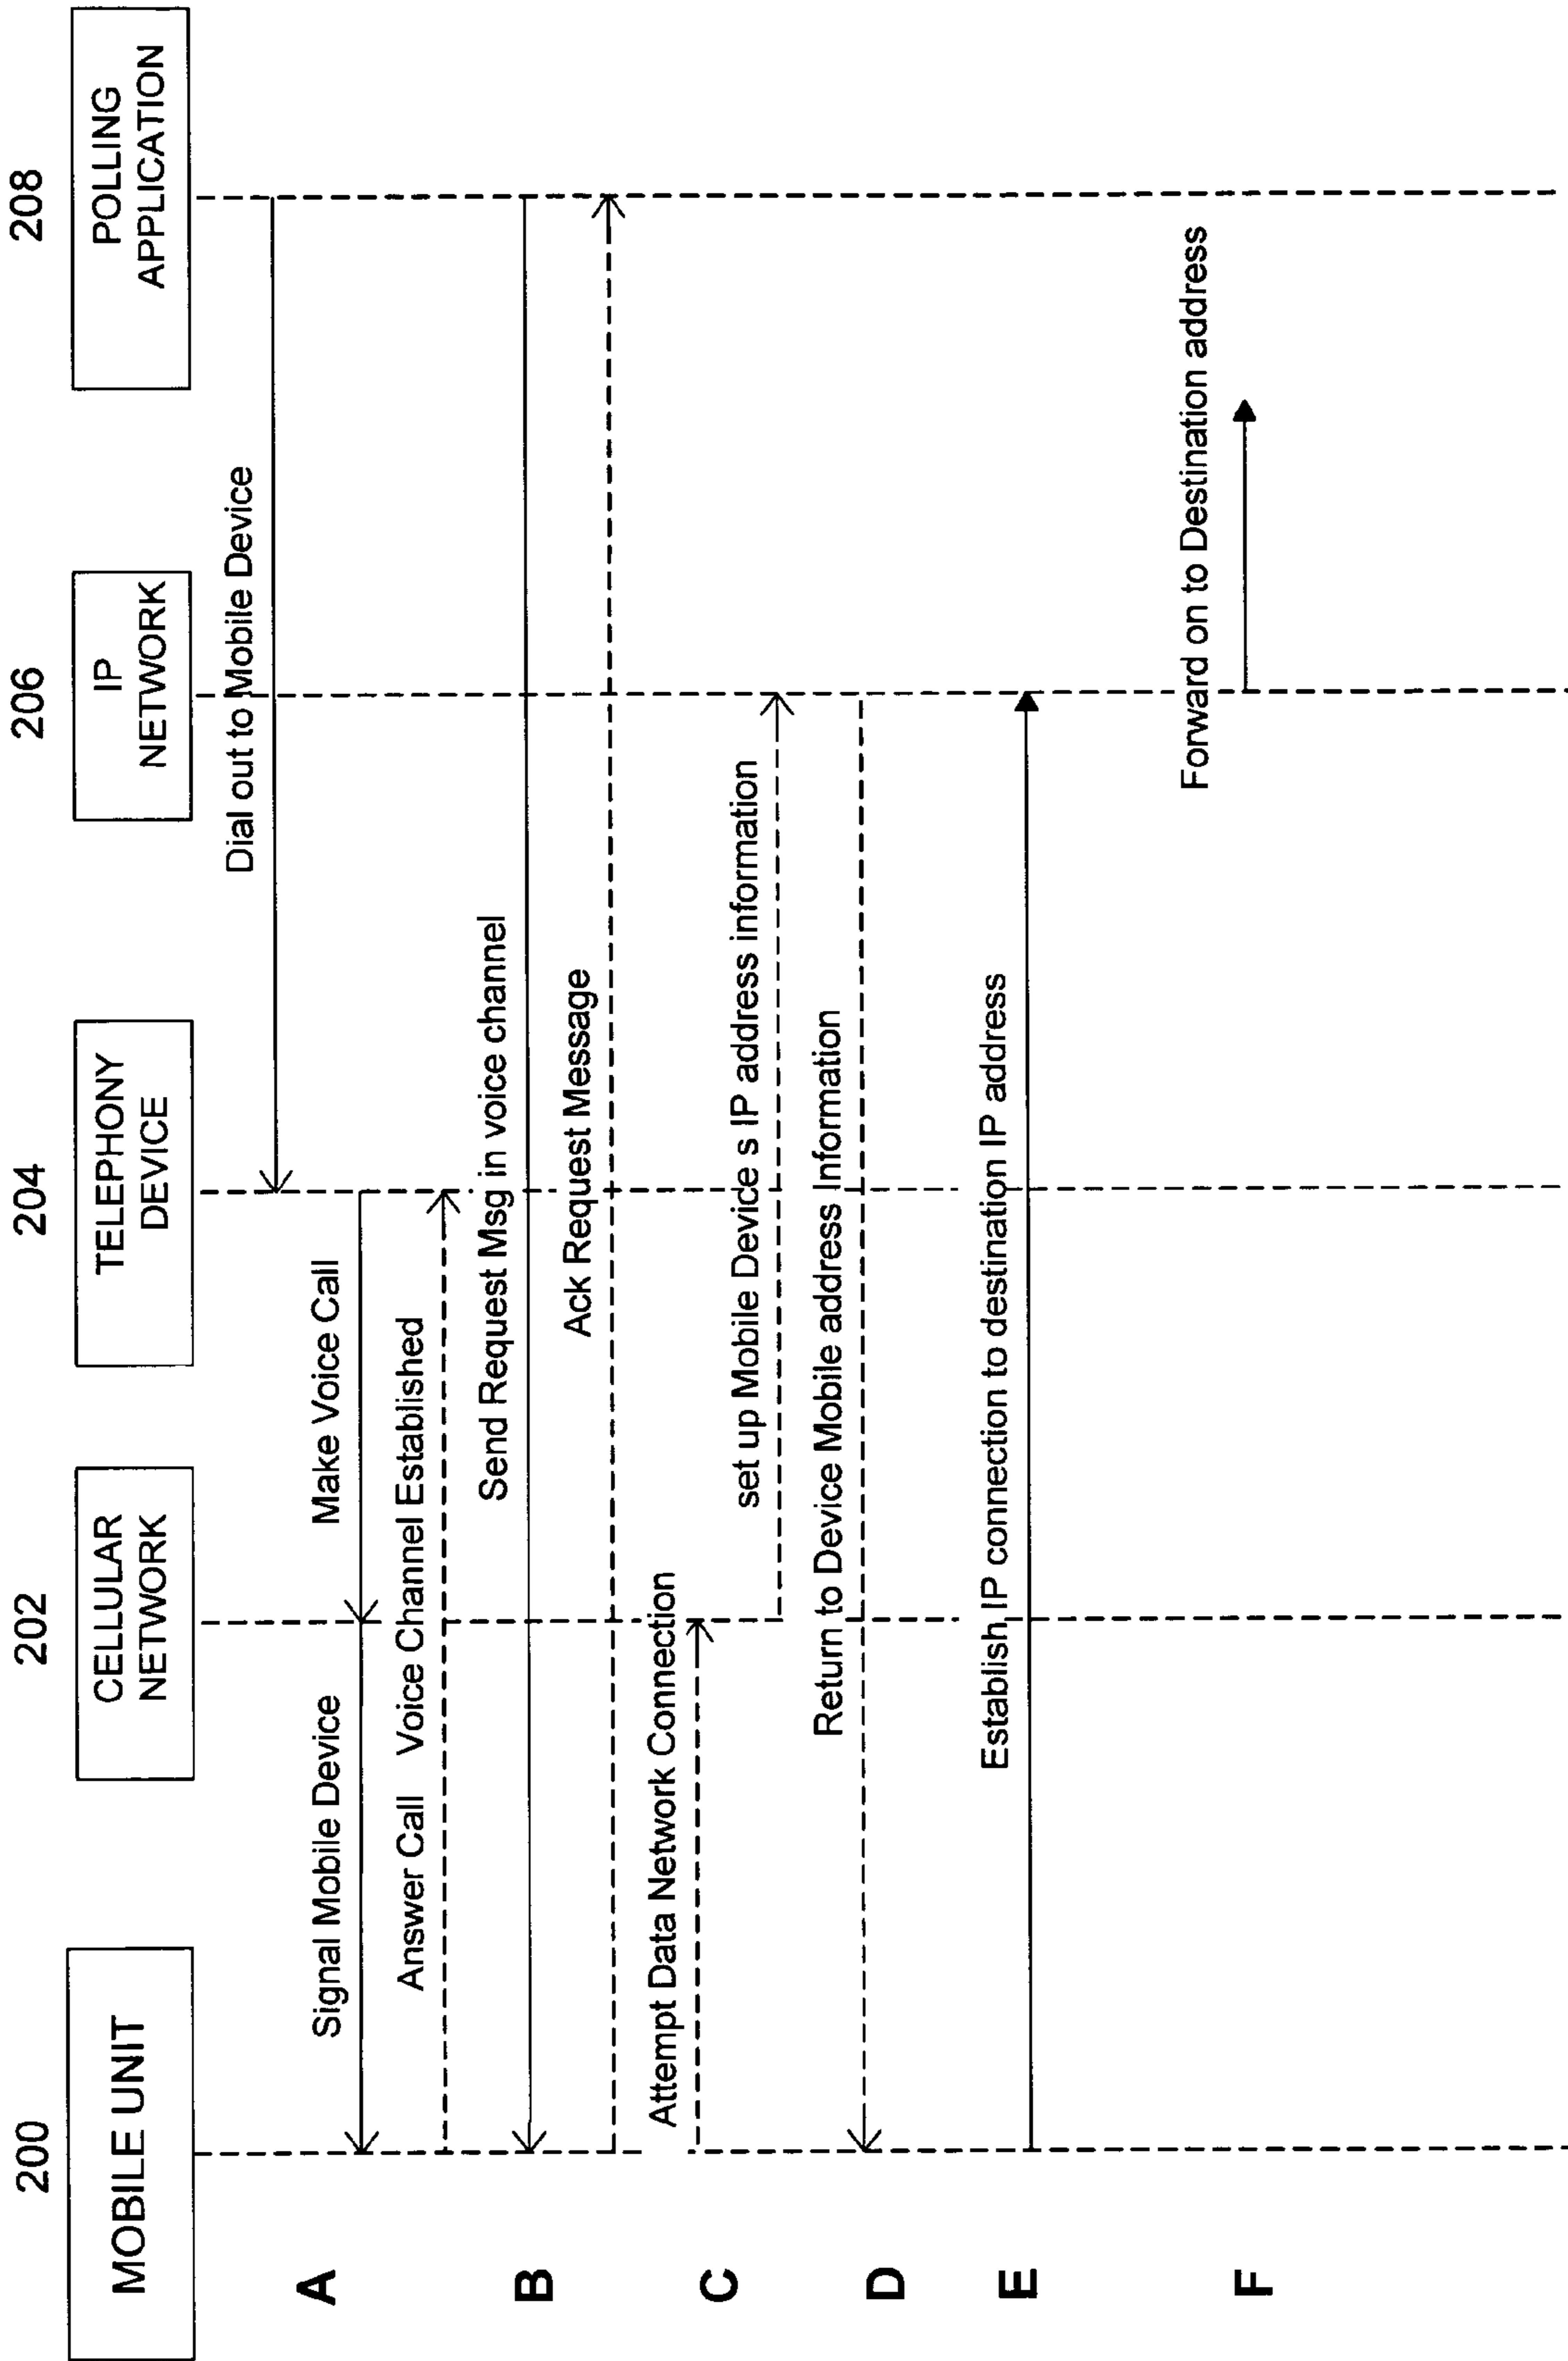 200
202
204
206
208
MOBILE UNIT
CELLULAR
NETWORK
TELEPHONY
DEVICE
IP
NETWORK
POLLING
APPLICATION
A
Dial out to Mobile Device
Signal Mobile Device
Make Voice Call
Answer Call Voice Channel Established
B
Send Request Msg in voice channel
Ack Request Message
C
Attempt Data Network Connection
set up Mobile Device s IP address information
D
Return to Device Mobile address Information
E
Establish IP connection to destination IP address
F
Forward on to Destination address